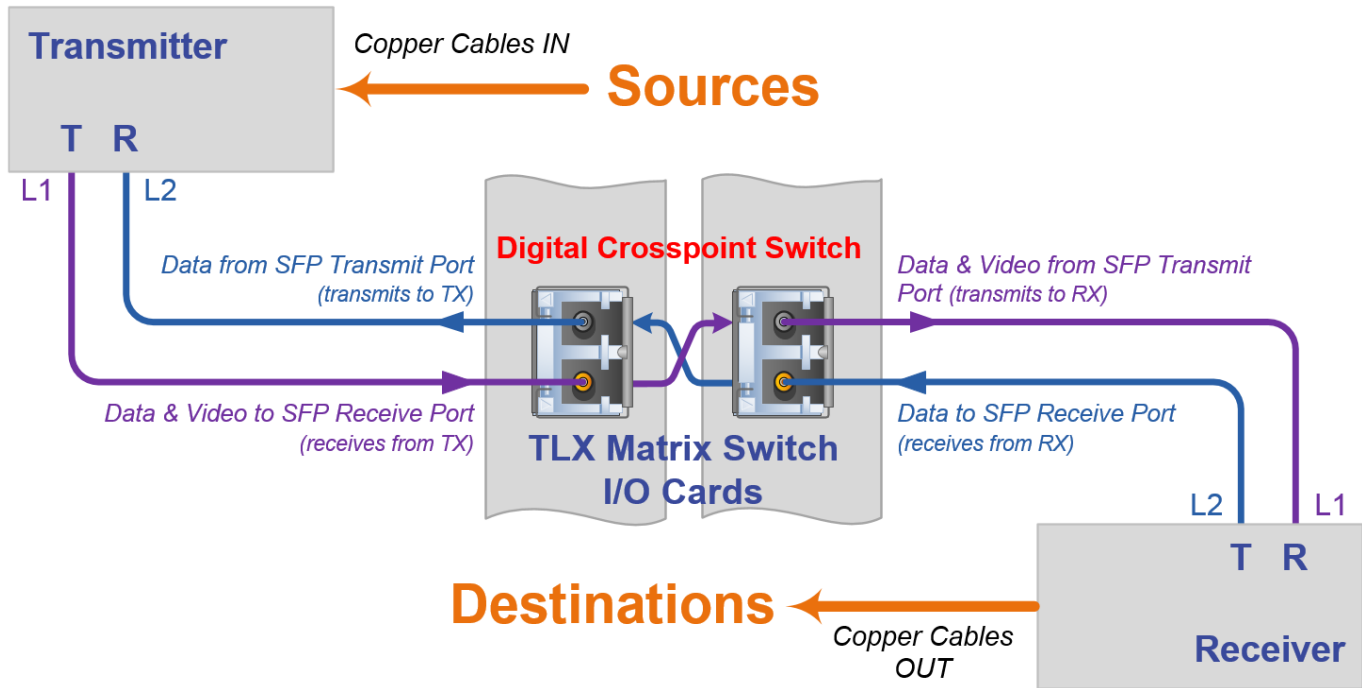 Transmitter
Copper Cables IN
Sources
T R
L1
L2
Digital Crosspoint Switch
Data from SFP Transmit Port
(transmits to TX)
Data & Video from SFP Transmit
Port (transmits to RX)
Data & Video to SFP Receive Port
(receives from TX)
Data to SFP Receive Port
(receives from RX)
TLX Matrix Switch
I/O Cards
L2
L1
T R
Destinations
Copper Cables
OUT
Receiver